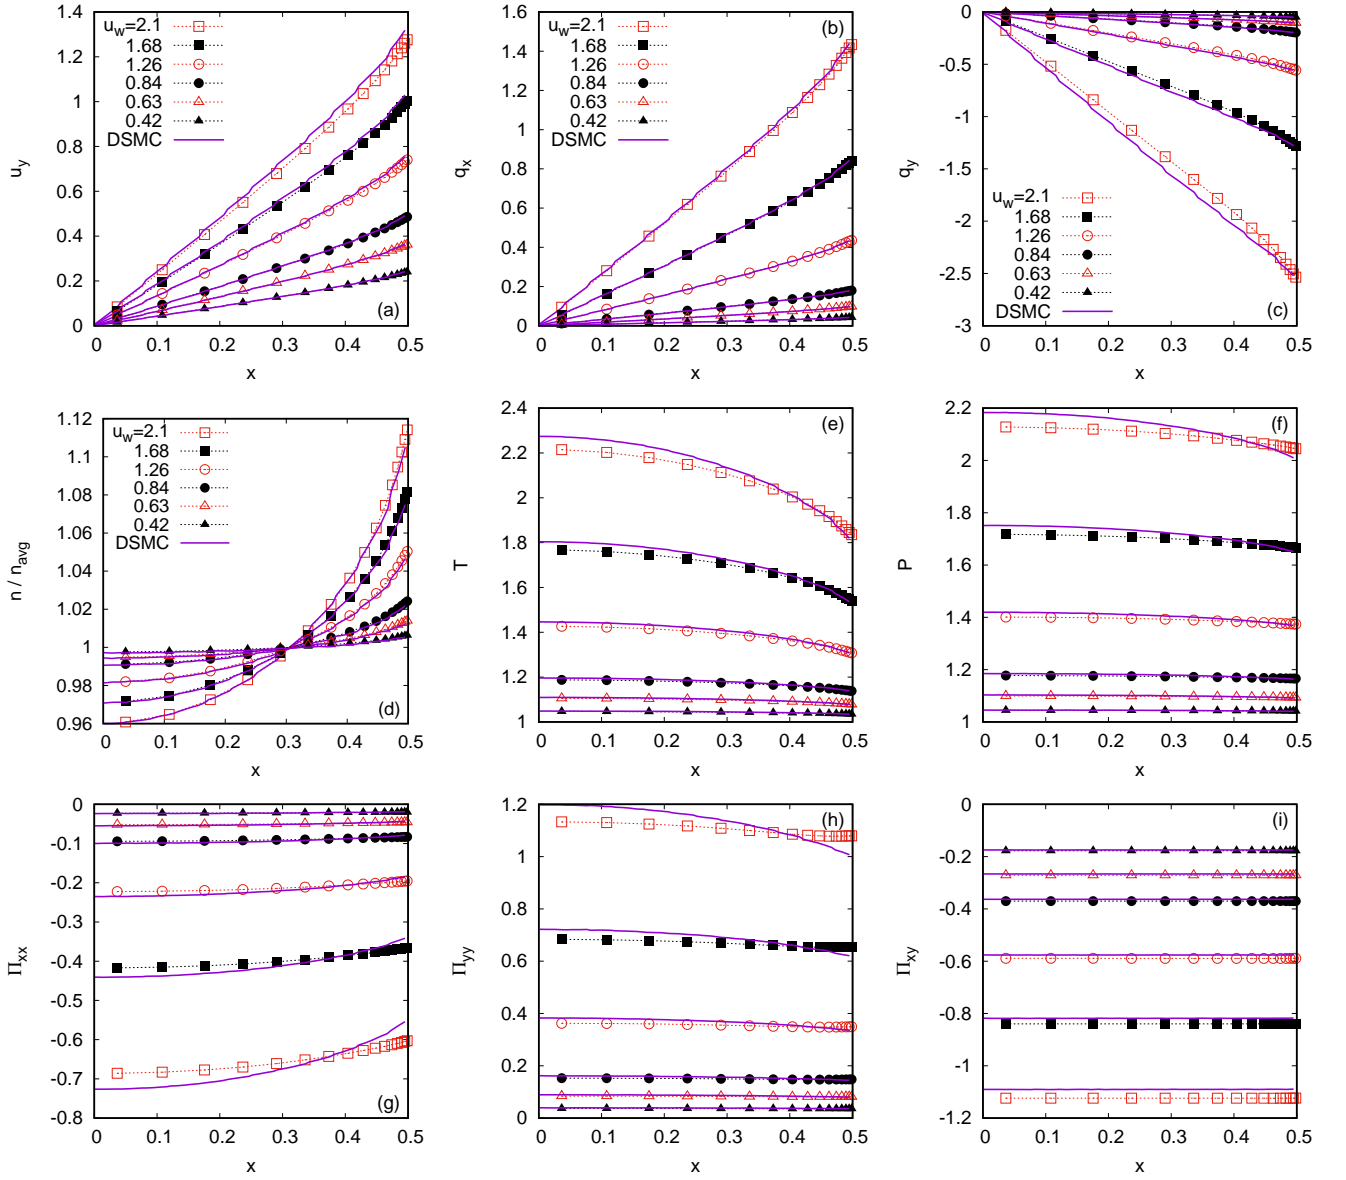 1.4
1.2
1
0.8
0.6
0.4
0.2
0
u_y
u_w=2.1
1.68
1.26
0.84
0.63
0.42
DSMC
(a)
0 0.1 0.2 0.3 0.4 0.5
x
1.6
1.4
1.2
1
0.8
0.6
0.4
0.2
0
q_x
u_w=2.1
1.68
1.26
0.84
0.63
0.42
DSMC
(b)
0 0.1 0.2 0.3 0.4 0.5
x
0
-0.5
-1
-1.5
-2
-2.5
-3
q_y
u_w=2.1
1.68
1.26
0.84
0.63
0.42
DSMC
(c)
0 0.1 0.2 0.3 0.4 0.5
x
1.12
1.1
1.08
1.06
1.04
1.02
1
0.98
0.96
n / n_avg
u_w=2.1
1.68
1.26
0.84
0.63
0.42
DSMC
(d)
0 0.1 0.2 0.3 0.4 0.5
x
2.4
2.2
2
1.8
1.6
1.4
1.2
1
T
(e)
0 0.1 0.2 0.3 0.4 0.5
x
2.2
2
1.8
1.6
1.4
1.2
1
P
(f)
0 0.1 0.2 0.3 0.4 0.5
x
0
-0.1
-0.2
-0.3
-0.4
-0.5
-0.6
-0.7
-0.8
Π_xx
(g)
0 0.1 0.2 0.3 0.4 0.5
x
1.2
1
0.8
0.6
0.4
0.2
0
Π_yy
(h)
0 0.1 0.2 0.3 0.4 0.5
x
0
-0.2
-0.4
-0.6
-0.8
-1
-1.2
Π_xy
(i)
0 0.1 0.2 0.3 0.4 0.5
x